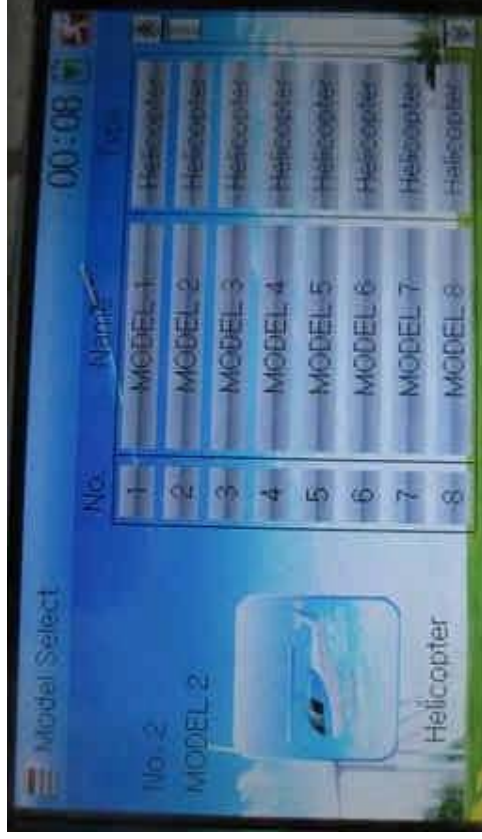 Model Select 00:08
No. 2
MODEL 2
Helicopter
No. Name Type
1 MODEL 1 Helicopter
2 MODEL 2 Helicopter
3 MODEL 3 Helicopter
4 MODEL 4 Helicopter
5 MODEL 5 Helicopter
6 MODEL 6 Helicopter
7 MODEL 7 Helicopter
8 MODEL 8 Helicopter